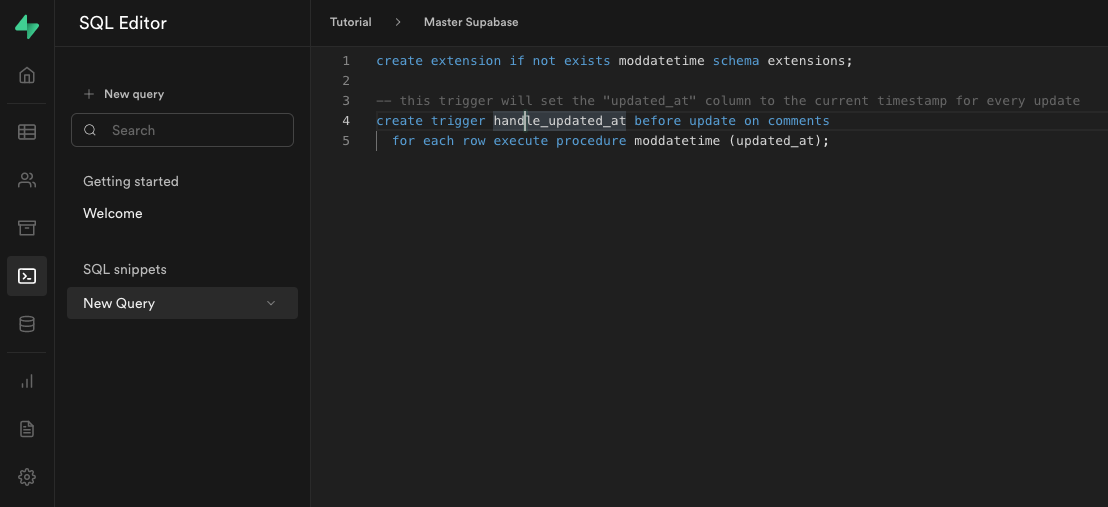 SQL Editor
Tutorial > Master Supabase
New query
Search
Getting started
Welcome
SQL snippets
New Query
1 create extension if not exists moddatetime schema extensions;
2
3 -- this trigger will set the "updated_at" column to the current timestamp for every update
4 create trigger handle_updated_at before update on comments
5 for each row execute procedure moddatetime (updated_at);